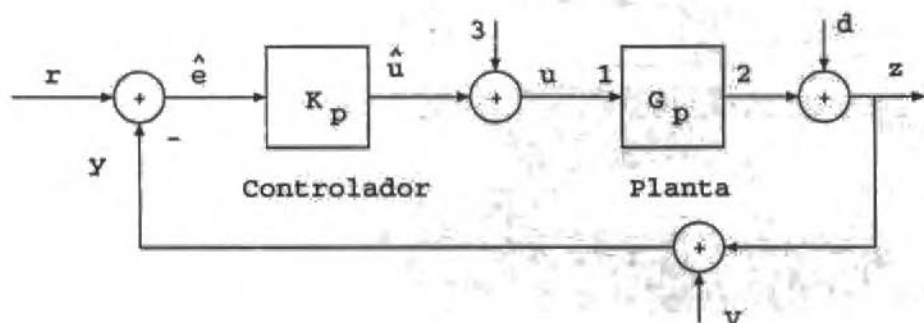 3
d
r
ê
û
u
1
2
z
+
K p
+
G p
+
y
-
Controlador
Planta
+
v